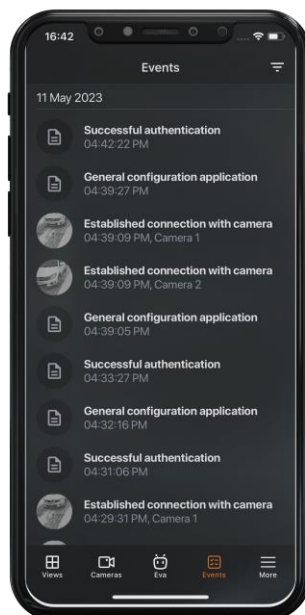 16:42
Events
11 May 2023
Successful authentication
04:42:22 PM
General configuration application
04:39:27 PM
Established connection with camera
04:39:09 PM, Camera 1
Established connection with camera
04:39:09 PM, Camera 2
General configuration application
04:39:05 PM
Successful authentication
04:33:27 PM
General configuration application
04:32:16 PM
Successful authentication
04:31:06 PM
Established connection with camera
04:29:31 PM, Camera 1
Views
Cameras
Eva
Events
More